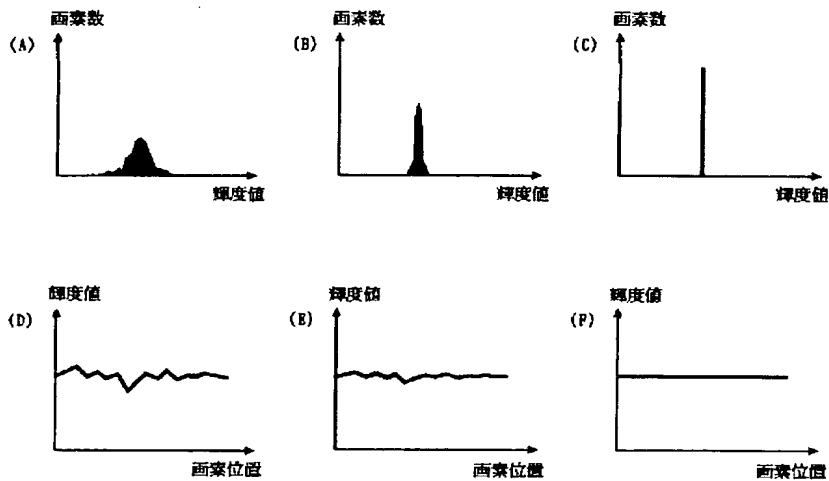 (A)
画素数
輝度値
(B)
画素数
輝度値
(C)
画素数
輝度値
(D)
輝度値
画素位置
(E)
輝度値
画素位置
(F)
輝度値
画素位置